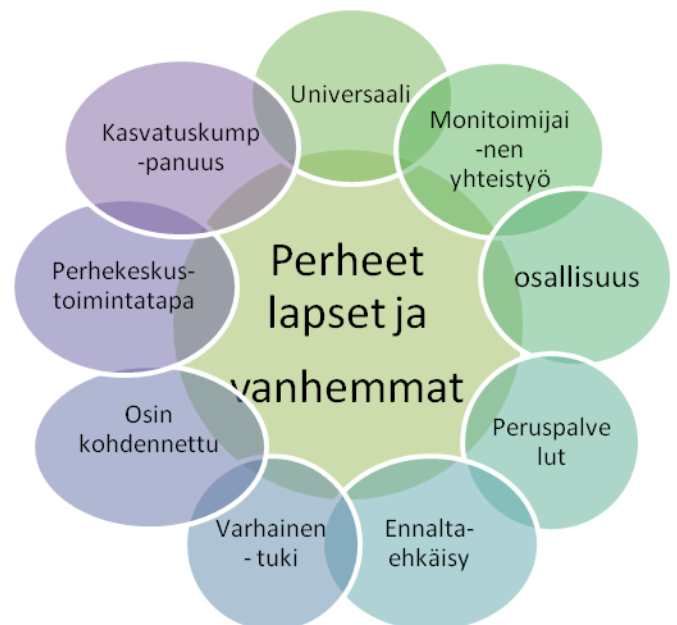 Universaali
Monitoimijai
-nen
yhteistyö
osallisuus
Peruspalve
lut
Ennalta-
ehkäisy
Varhainen
- tuki
Osin
kohdennettu
Perhekeskus-
toimintatapa
Kasvatuskump
-panuus
Perheet
lapset ja
vanhemmat